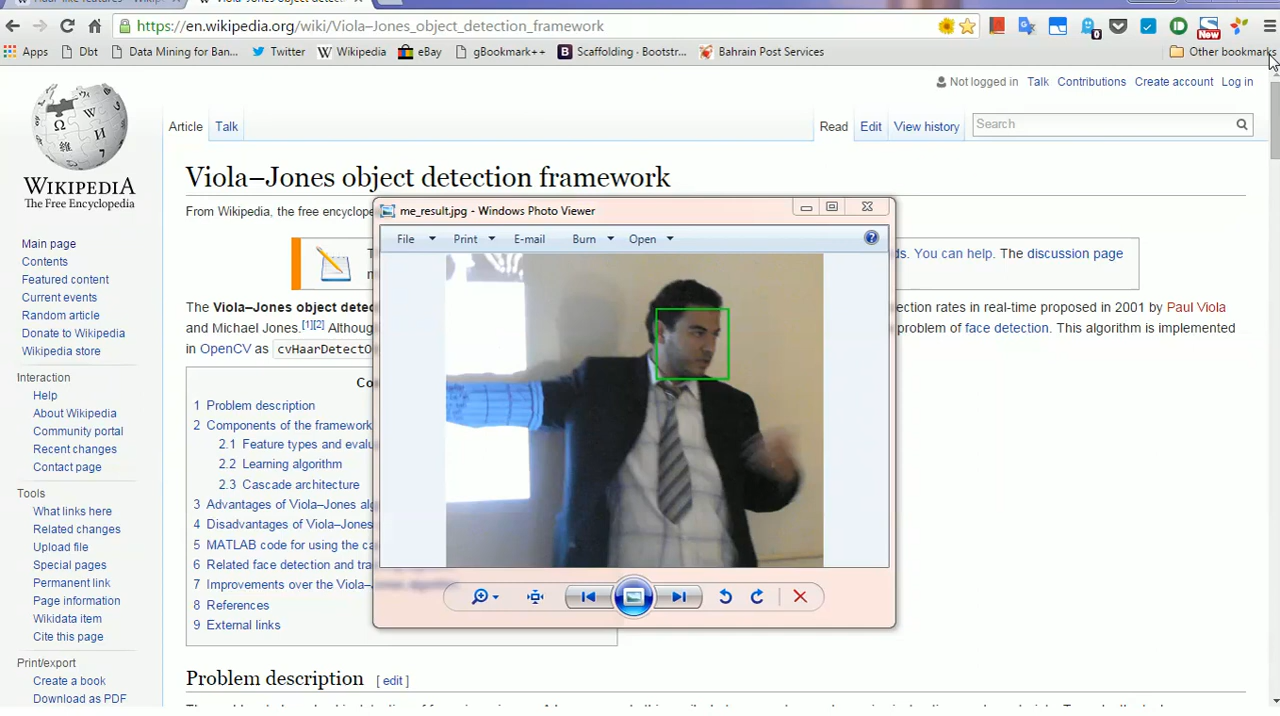 https://en.wikipedia.org/wiki/Viola-Jones_object_detection_framework
Apps Dbt Data Mining for Ban... Twitter Wikipedia eBay gBookmark++ Scaffolding · Bootstr... Bahrain Post Services Other bookmarks
0 New
Not logged in Talk Contributions Create account Log in
Article Talk Read Edit View history Search
WIKIPEDIA
The Free Encyclopedia
Main page
Contents
Featured content
Current events
Random article
Donate to Wikipedia
Wikipedia store
Interaction
Help
About Wikipedia
Community portal
Recent changes
Contact page
Tools
What links here
Related changes
Upload file
Special pages
Permanent link
Page information
Wikidata item
Cite this page
Print/export
Create a book
Download as PDF
Viola–Jones object detection framework
From Wikipedia, the free encyclope
You can help. The discussion page
The Viola–Jones object detec
ection rates in real-time proposed in 2001 by Paul Viola
and Michael Jones.[1][2] Althou
problem of face detection. This algorithm is implemented
in OpenCV as cvHaarDetectO
1 Problem description
2 Components of the framework
2.1 Feature types and evalu
2.2 Learning algorithm
2.3 Cascade architecture
3 Advantages of Viola–Jones alg
4 Disadvantages of Viola–Jones
5 MATLAB code for using the ca
6 Related face detection and tra
7 Improvements over the Viola–Jones algorithm
8 References
9 External links
Problem description [ edit ]
me_result.jpg - Windows Photo Viewer
File Print E-mail Burn Open